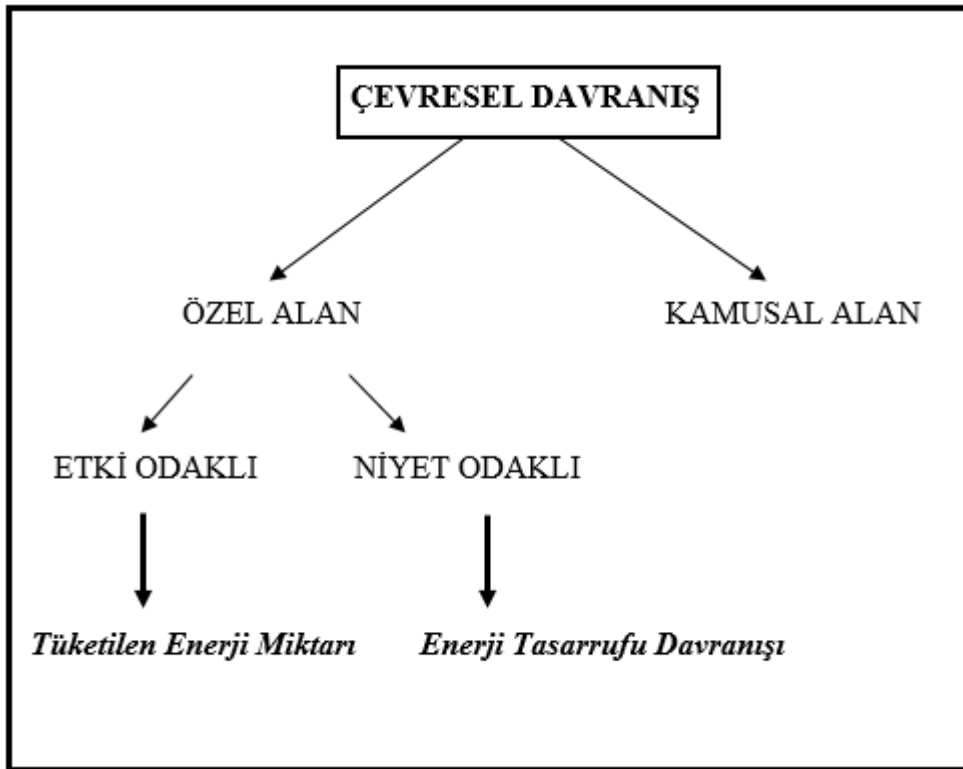 ÇEVRESEL DAVRANIŞ
ÖZEL ALAN
KAMUSAL ALAN
ETKİ ODAKLI
NİYET ODAKLI
Tüketilen Enerji Miktarı
Enerji Tasarrufu Davranışı